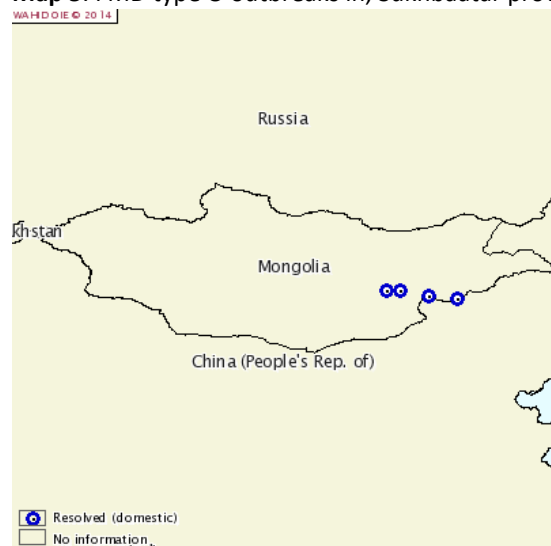 WAHID OIE © 2014
Russia
khstan
Mongolia
China (People's Rep. of)
Resolved (domestic)
No information